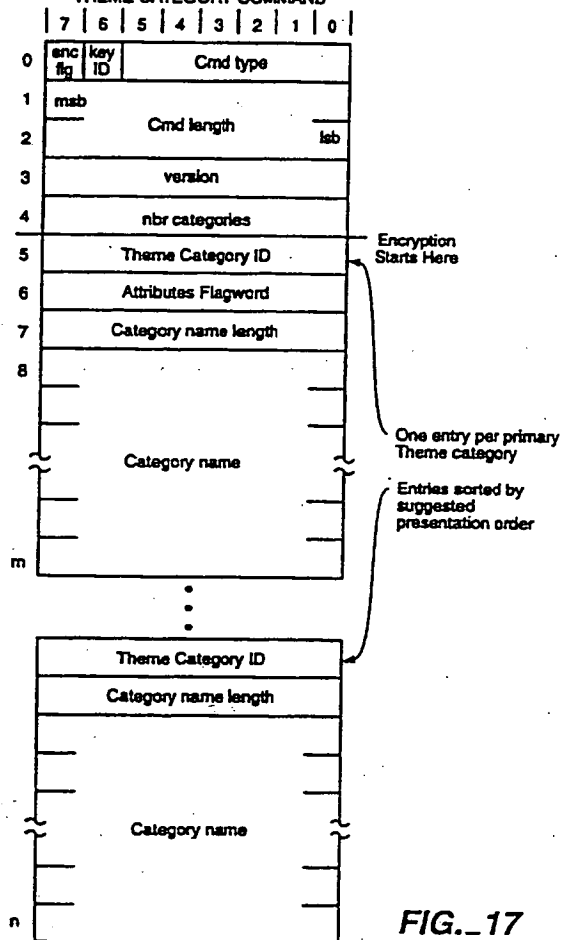 THEME CATEGORY COMMAND
7 6 5 4 3 2 1 0
0 enc flg key ID Cmd type
1 msb
Cmd length
2 lsb
3 version
4 nbr categories
Encryption Starts Here
5 Theme Category ID
6 Attributes Flagword
7 Category name length
8
One entry per primary Theme category
Category name
Entries sorted by suggested presentation order
m
Theme Category ID
Category name length
Category name
n
FIG._17